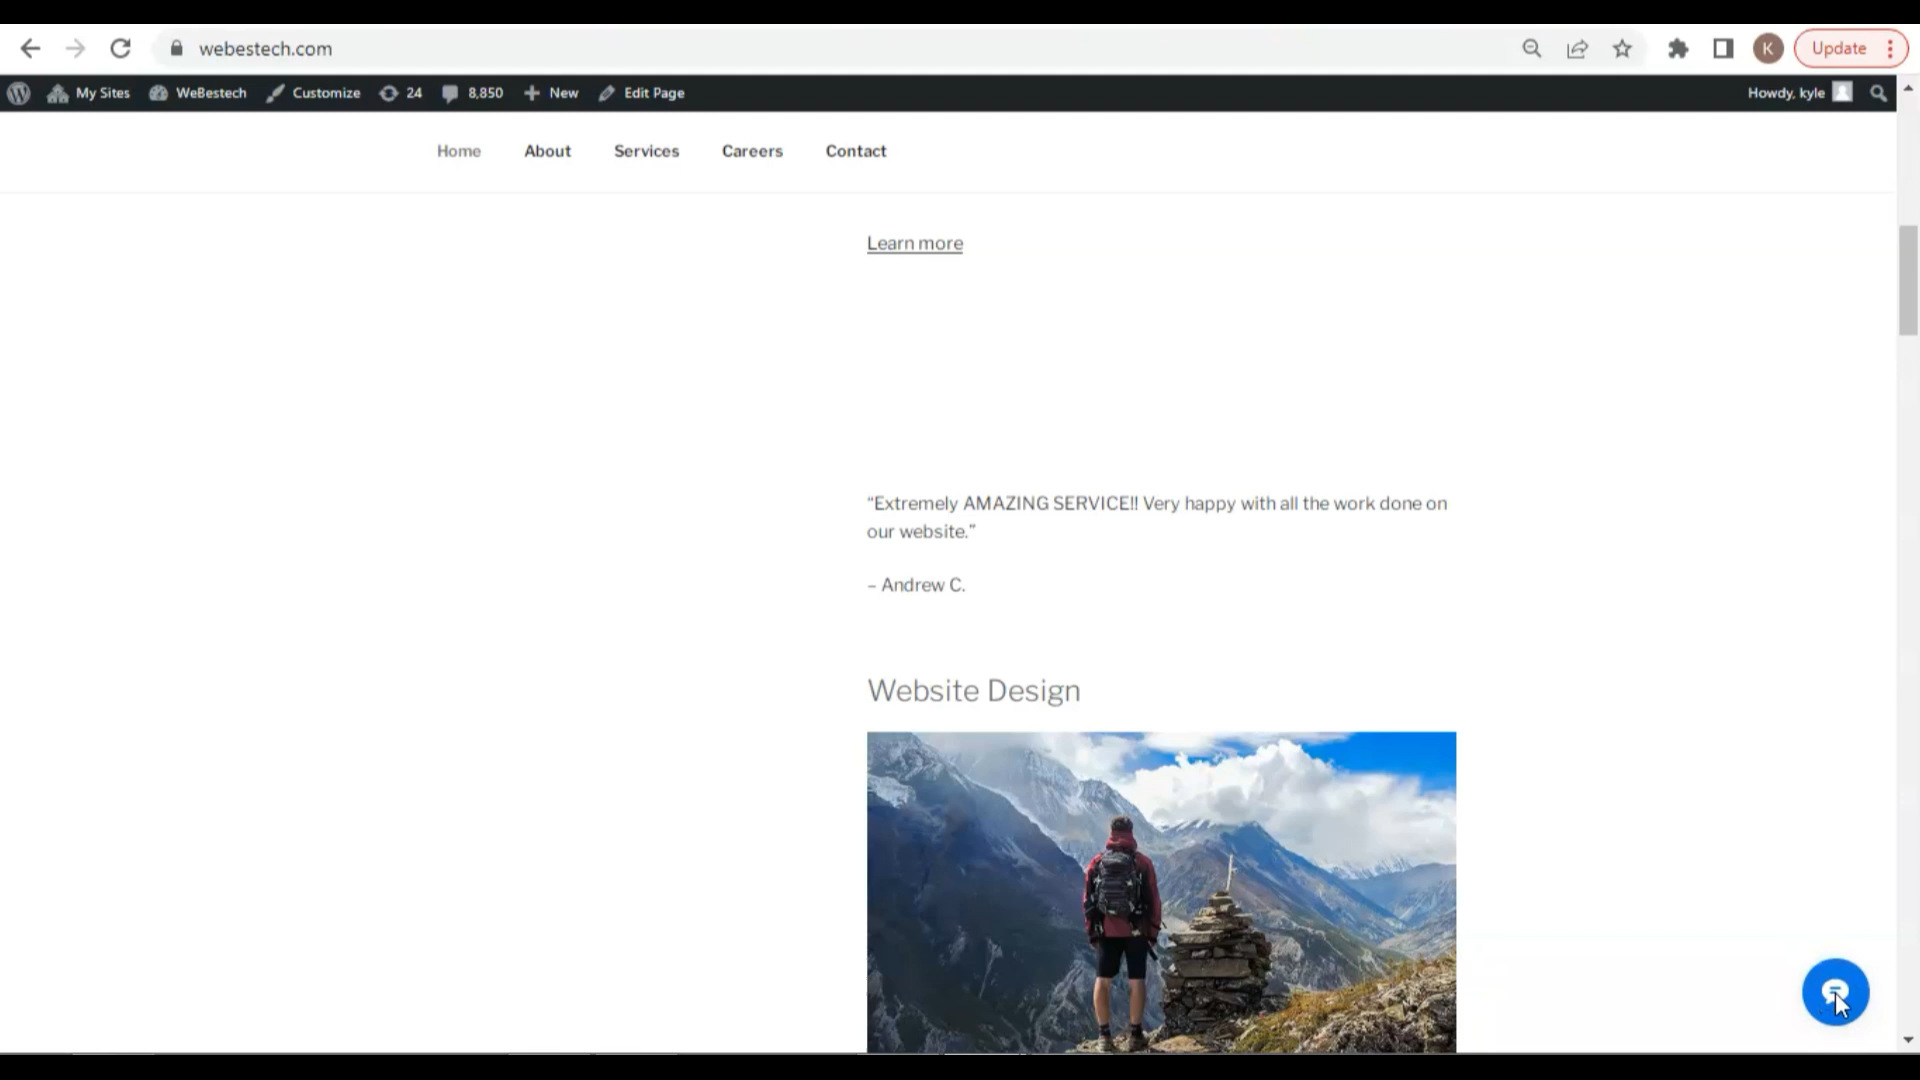 webestech.com
K
Update
My Sites
WeBestech
Customize
24
8,850
New
Edit Page
Howdy, kyle
Home
About
Services
Careers
Contact
Learn more
“Extremely AMAZING SERVICE!! Very happy with all the work done on
our website.”
– Andrew C.
Website Design